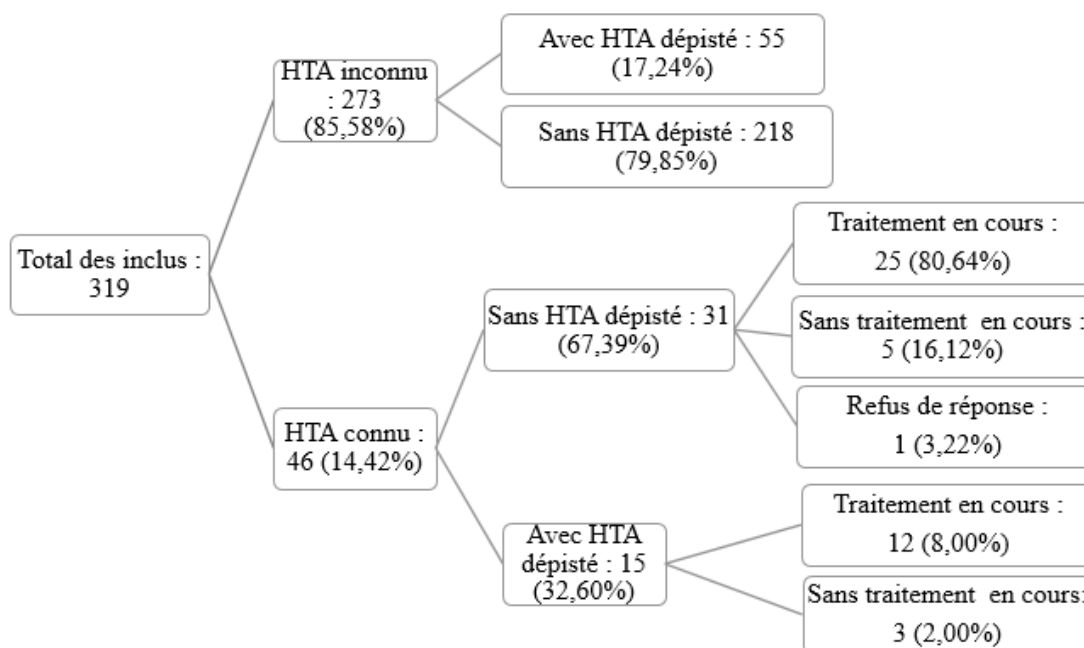 Avec HTA dépisté : 55
(17,24%)
HTA inconnu
: 273
(85,58%)
Sans HTA dépisté : 218
(79,85%)
Traitement en cours :
25 (80,64%)
Total des inclus :
319
Sans HTA dépisté : 31
(67,39%)
Sans traitement en cours :
5 (16,12%)
Refus de réponse :
1 (3,22%)
HTA connu :
46 (14,42%)
Traitement en cours :
12 (8,00%)
Avec HTA
dépisté : 15
(32,60%)
Sans traitement en cours:
3 (2,00%)